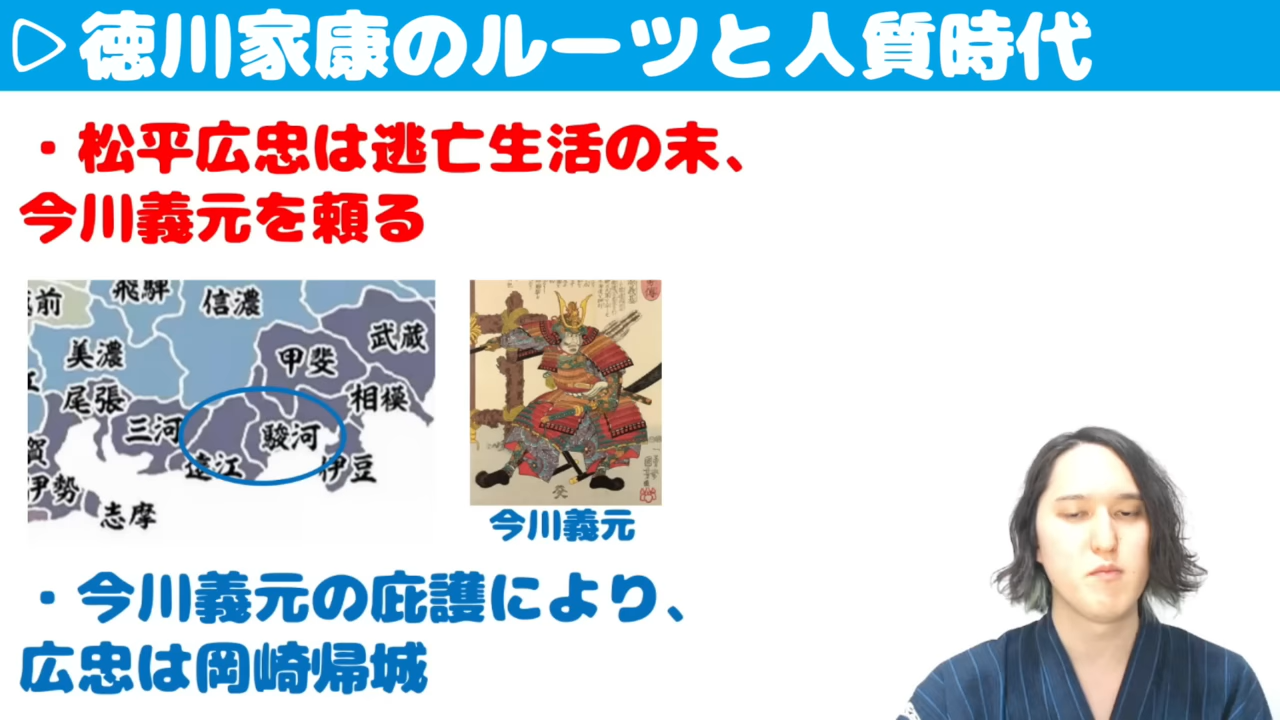 徳川家康のルーツと人質時代
・松平広忠は逃亡生活の末、
今川義元を頼る
飛騨
信濃
武蔵
美濃
甲斐
尾張
相模
三河
駿河
遠江
伊豆
伊勢
志摩
今川義元
・今川義元の庇護により、
広忠は岡崎帰城